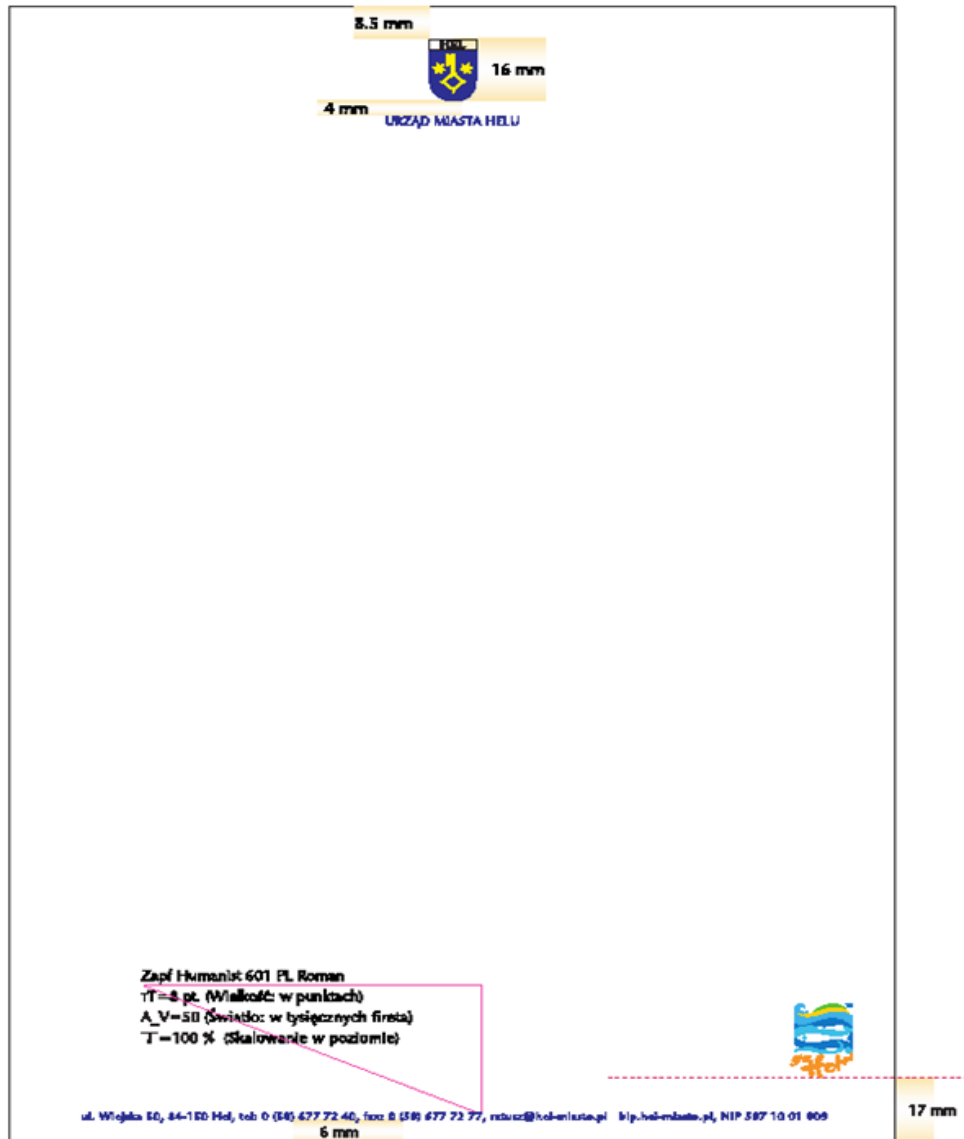 8.5 mm
HEL
16 mm
4 mm
URZĄD MIASTA HELU
Zapf Humanist 601 PL Roman
TT=8 pt. (Wielkość: w punktach)
A_V=50 (Światło: w tysięcznych fireta)
T=100 % (Skalowanie w poziomie)
Hel
17 mm
ul. Wiejska 50, 84-150 Hel, tel: 0 (58) 677 72 40, fax: 0 (58) 677 72 77, ratusz@hel-miasto.pl bip.hel-miasto.pl, NIP 587 10 01 009
6 mm